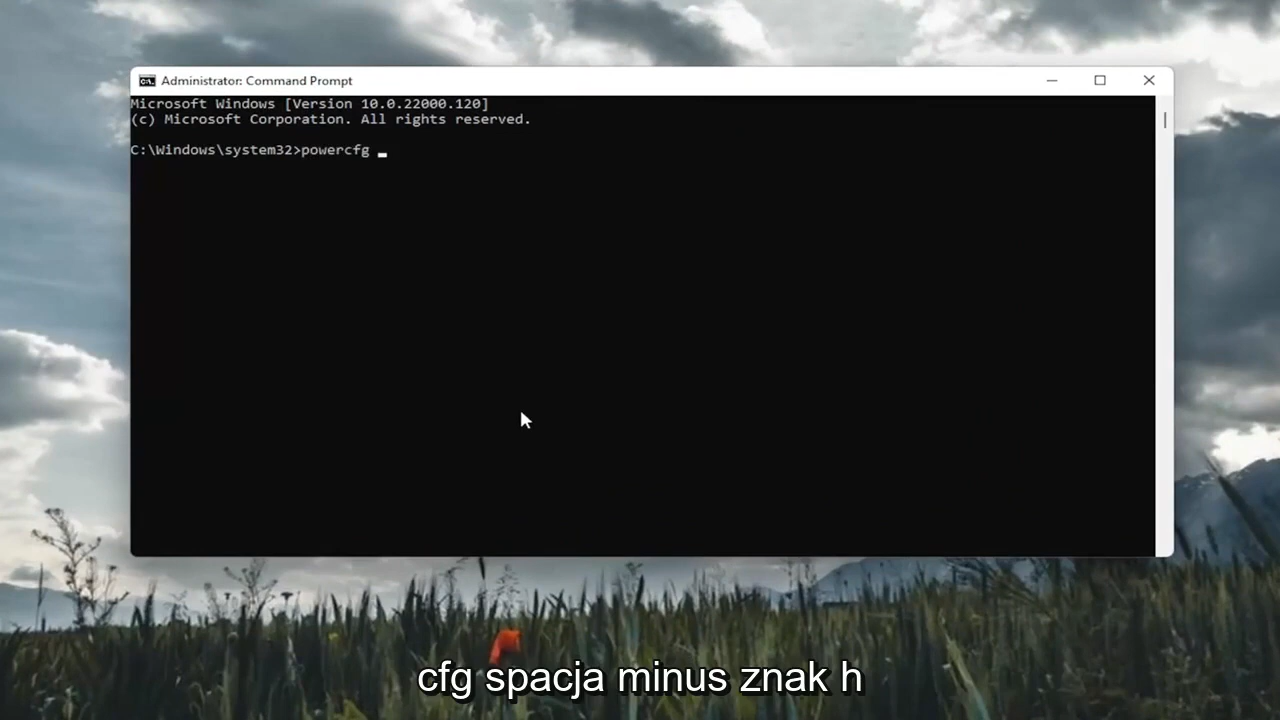 Administrator: Command Prompt
Microsoft Windows [Version 10.0.22000.120]
(c) Microsoft Corporation. All rights reserved.
C:\Windows\system32>powercfg
cfg spacja minus znak h